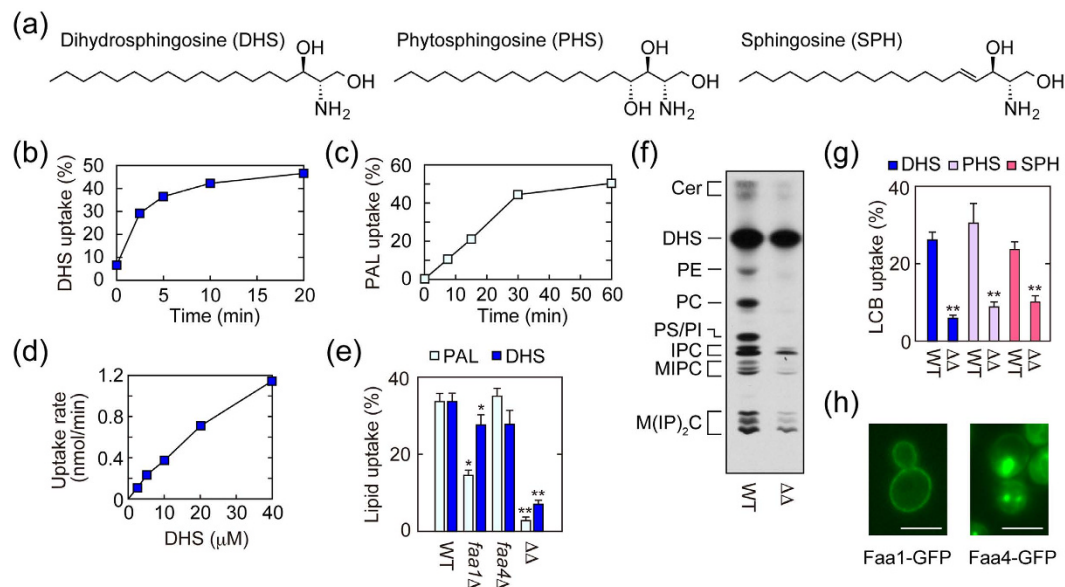 (a)
Dihydrosphingosine (DHS)
Phytosphingosine (PHS)
Sphingosine (SPH)
OH
OH
NH₂
OH
OH
OH NH₂
OH
OH
NH₂
(b)
DHS uptake (%)
50
40
30
20
10
0
0 5 10 15 20
Time (min)
(c)
PAL uptake (%)
60
40
20
0
0 20 40 60
Time (min)
(d)
Uptake rate
(nmol/min)
1.2
0.8
0.4
0
0 10 20 30 40
DHS (μM)
(e)
PAL DHS
Lipid uptake (%)
40
20
0
*
*
**
**
WT
faa1Δ
faa4Δ
ΔΔ
(f)
Cer
DHS
PE
PC
PS/PI
IPC
MIPC
M(IP)₂C
WT
ΔΔ
(g)
DHS PHS SPH
LCB uptake (%)
40
20
0
**
**
**
WT
ΔΔ
WT
ΔΔ
WT
ΔΔ
(h)
Faa1-GFP
Faa4-GFP